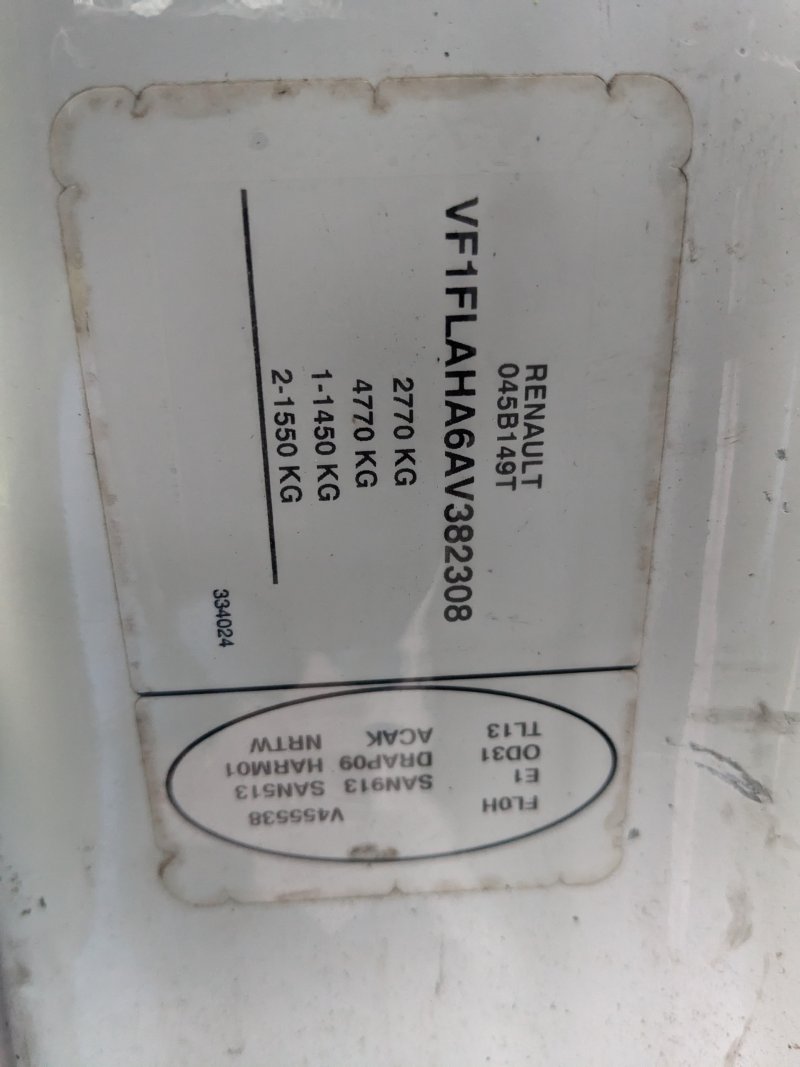 RENAULT
045B149T
VF1FLAHA6AV382308
2770 KG
4770 KG
1-1450 KG
2-1550 KG
334024
FL0H V455538
E1 SAN913 SAN513
OD31 DRAP09 HARM01
TL13 ACAK NRTW